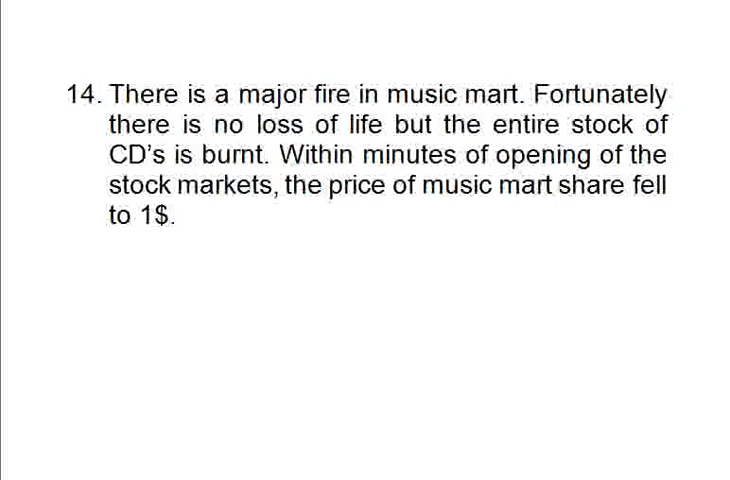 14. There is a major fire in music mart. Fortunately
there is no loss of life but the entire stock of
CD's is burnt. Within minutes of opening of the
stock markets, the price of music mart share fell
to 1$.